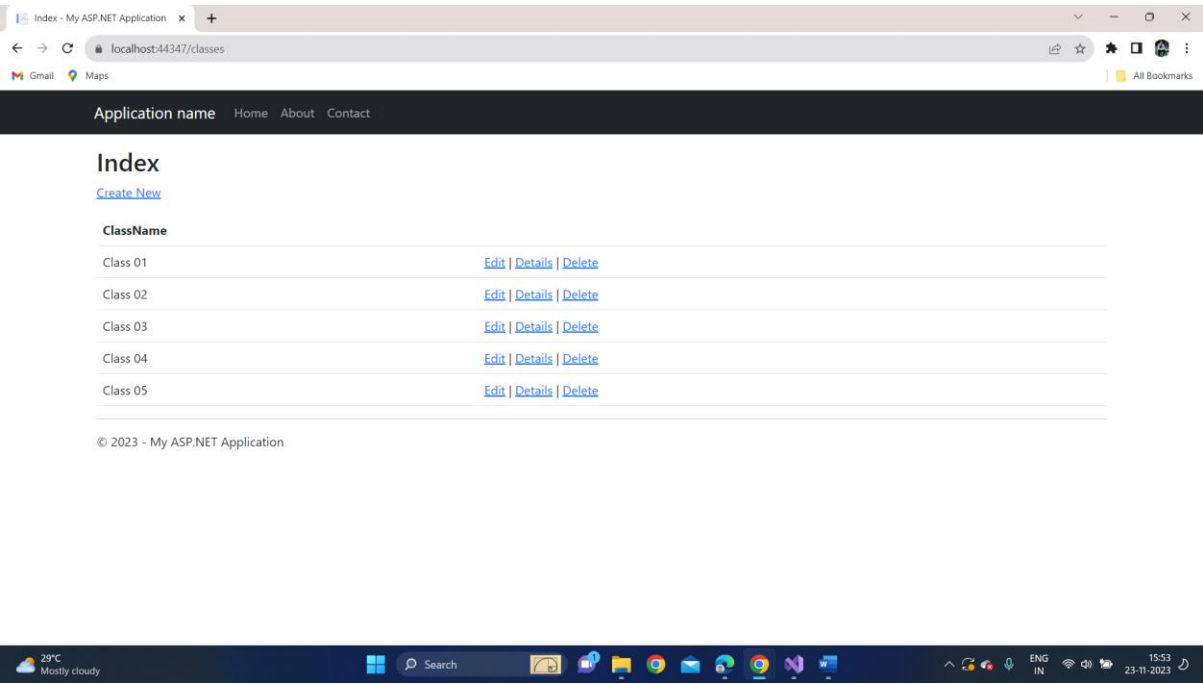 Index - My ASP.NET Application
localhost:44347/classes
Gmail Maps All Bookmarks
Application name Home About Contact
Index
Create New
ClassName
Class 01 Edit | Details | Delete
Class 02 Edit | Details | Delete
Class 03 Edit | Details | Delete
Class 04 Edit | Details | Delete
Class 05 Edit | Details | Delete
© 2023 - My ASP.NET Application
29°C
Mostly cloudy
Search
1
ENG
IN
15:53
23-11-2023